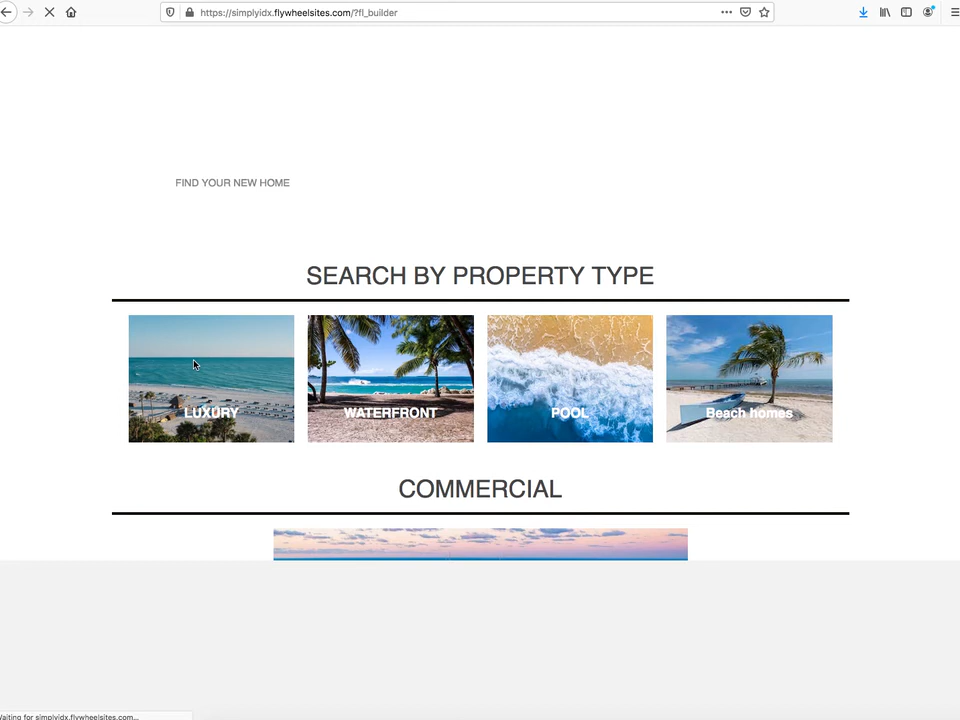 https://simplyidx.flywheelsites.com/?fl_builder
FIND YOUR NEW HOME
SEARCH BY PROPERTY TYPE
LUXURY
WATERFRONT
POOL
Beach homes
COMMERCIAL
Waiting for simplyidx.flywheelsites.com...